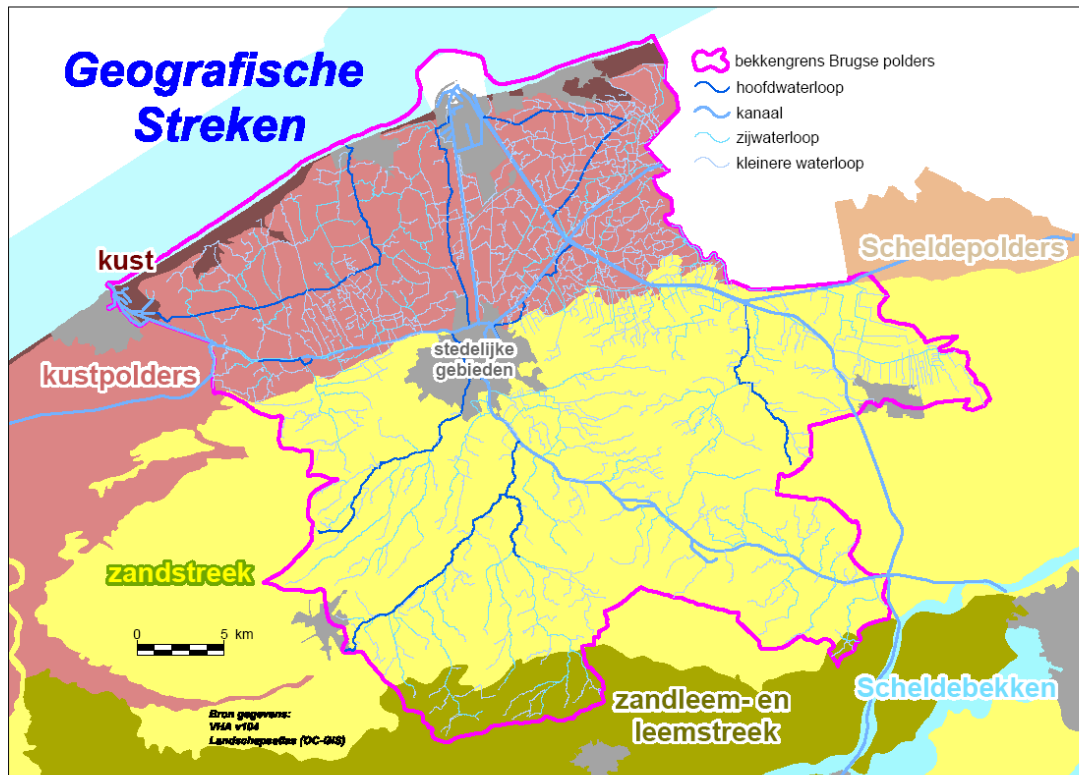 Geografische
Streken
bekkengrens Brugse polders
hoofdwaterloop
kanaal
zijwaterloop
kleinere waterloop
Scheldepolders
kust
stedelijke
gebieden
kustpolders
zandstreek
0 5 km
Scheldebekken
zandleem- en
leemstreek
Bron gegevens:
VHA v104
Landschapsatlas (OC-GIS)